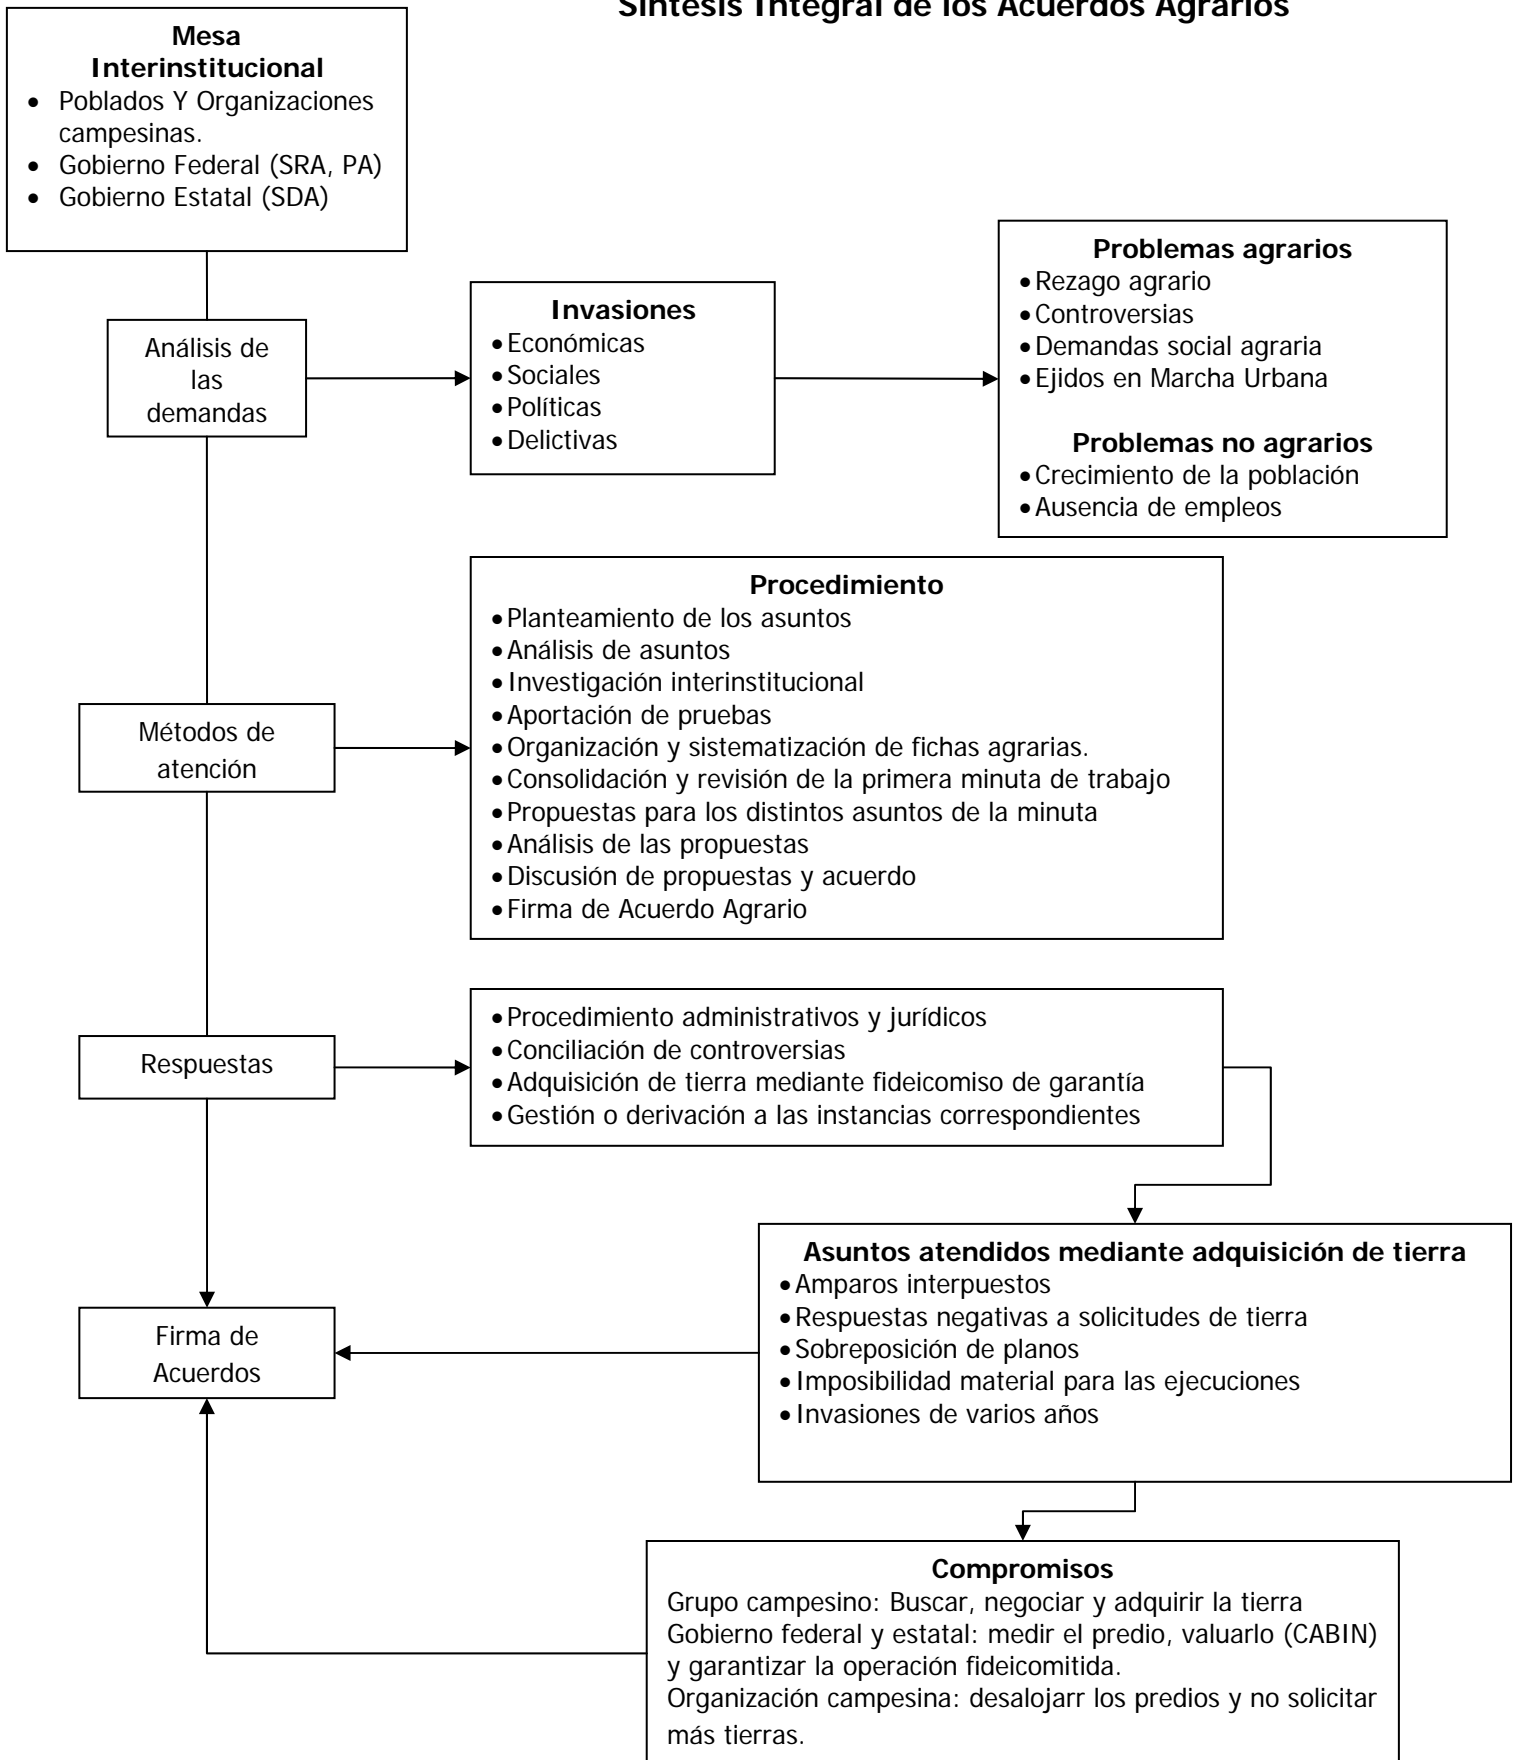 Síntesis Integral de los Acuerdos Agrarios
Mesa
Interinstitucional
• Poblados Y Organizaciones
campesinas.
• Gobierno Federal (SRA, PA)
• Gobierno Estatal (SDA)
Análisis de
las
demandas
Invasiones
• Económicas
• Sociales
• Políticas
• Delictivas
Problemas agrarios
• Rezago agrario
• Controversias
• Demandas social agraria
• Ejidos en Marcha Urbana
Problemas no agrarios
• Crecimiento de la población
• Ausencia de empleos
Métodos de
atención
Procedimiento
• Planteamiento de los asuntos
• Análisis de asuntos
• Investigación interinstitucional
• Aportación de pruebas
• Organización y sistematización de fichas agrarias.
• Consolidación y revisión de la primera minuta de trabajo
• Propuestas para los distintos asuntos de la minuta
• Análisis de las propuestas
• Discusión de propuestas y acuerdo
• Firma de Acuerdo Agrario
Respuestas
• Procedimiento administrativos y jurídicos
• Conciliación de controversias
• Adquisición de tierra mediante fideicomiso de garantía
• Gestión o derivación a las instancias correspondientes
Asuntos atendidos mediante adquisición de tierra
• Amparos interpuestos
• Respuestas negativas a solicitudes de tierra
• Sobreposición de planos
• Imposibilidad material para las ejecuciones
• Invasiones de varios años
Firma de
Acuerdos
Compromisos
Grupo campesino: Buscar, negociar y adquirir la tierra
Gobierno federal y estatal: medir el predio, valuarlo (CABIN)
y garantizar la operación fideicomitida.
Organización campesina: desalojarr los predios y no solicitar
más tierras.